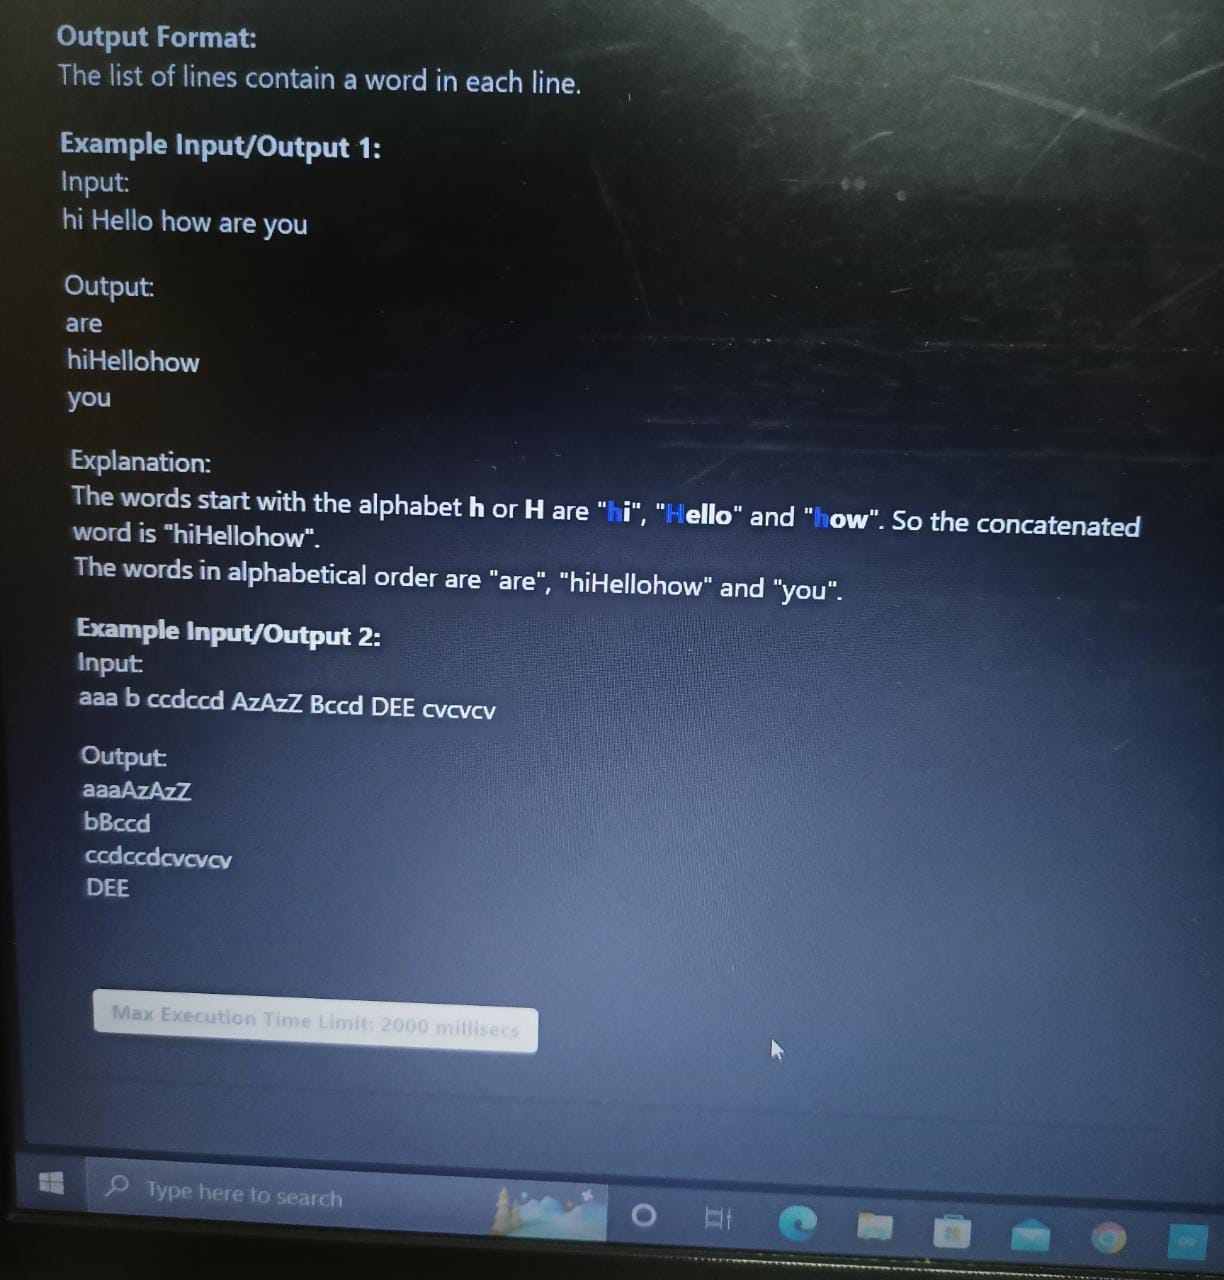 Output Format:
The list of lines contain a word in each line.
Example Input/Output 1:
Input:
hi Hello how are you
Output:
are
hiHellohow
you
Explanation:
The words start with the alphabet h or H are "hi", "Hello" and "how". So the concatenated
word is "hiHellohow".
The words in alphabetical order are "are", "hiHellohow" and "you".
Example Input/Output 2:
Input:
aaa b ccdccd AzAzZ Bccd DEE cvcvcv
Output:
aaaAzAzZ
bBccd
ccdccdcvcvcv
DEE
Max Execution Time Limit: 2000 millisecs
Type here to search